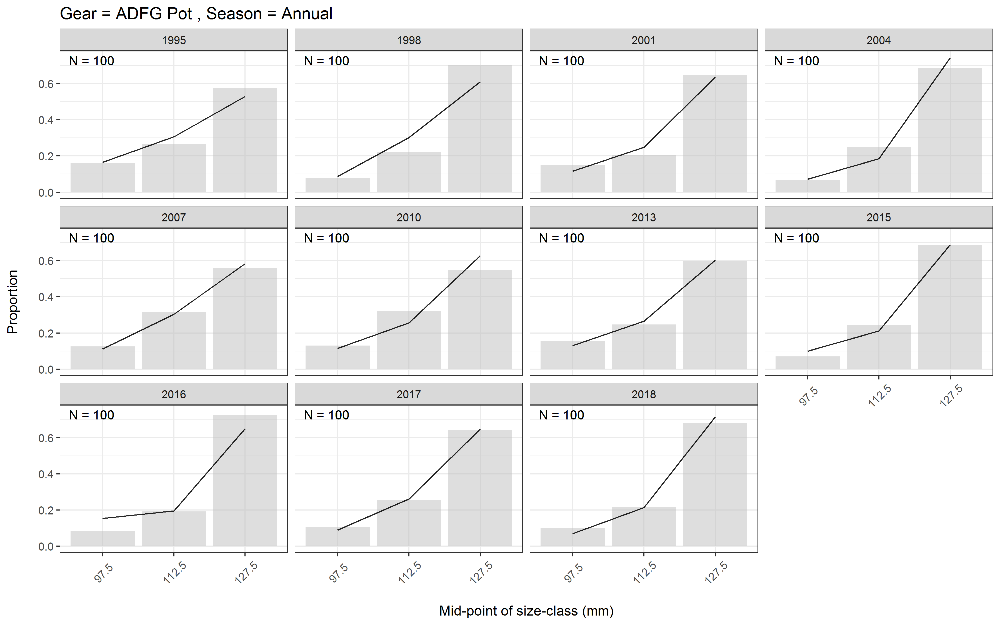 Gear = ADFG Pot , Season = Annual
1995 1998 2001 2004
N = 100 N = 100 N = 100 N = 100
0.6
0.4
0.2
0.0
2007 2010 2013 2015
N = 100 N = 100 N = 100 N = 100
0.6
0.4
0.2
0.0
Proportion
97.5 112.5 127.5
2016 2017 2018
N = 100 N = 100 N = 100
0.6
0.4
0.2
0.0
97.5 112.5 127.5 97.5 112.5 127.5 97.5 112.5 127.5
Mid-point of size-class (mm)